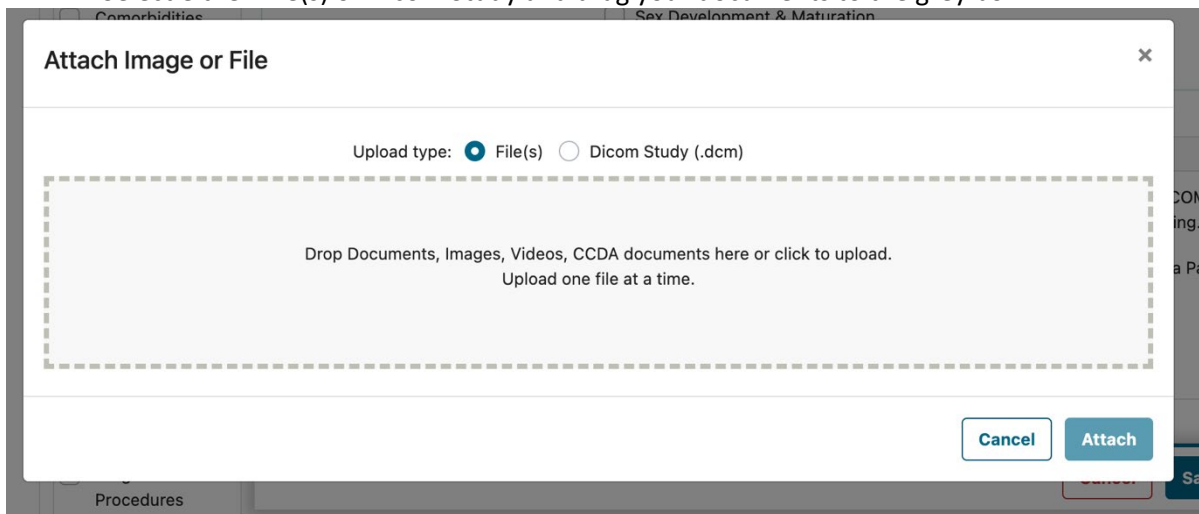 Comorbidities
Sex Development & Maturation
Attach Image or File
Upload type: File(s) Dicom Study (.dcm)
Drop Documents, Images, Videos, CCDA documents here or click to upload.
Upload one file at a time.
Cancel Attach
Procedures